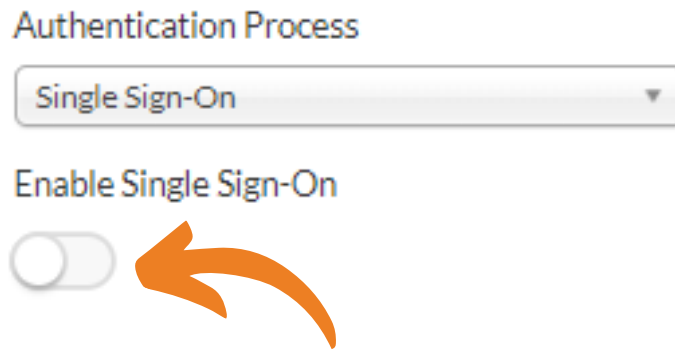 Authentication Process
Single Sign-On
Enable Single Sign-On